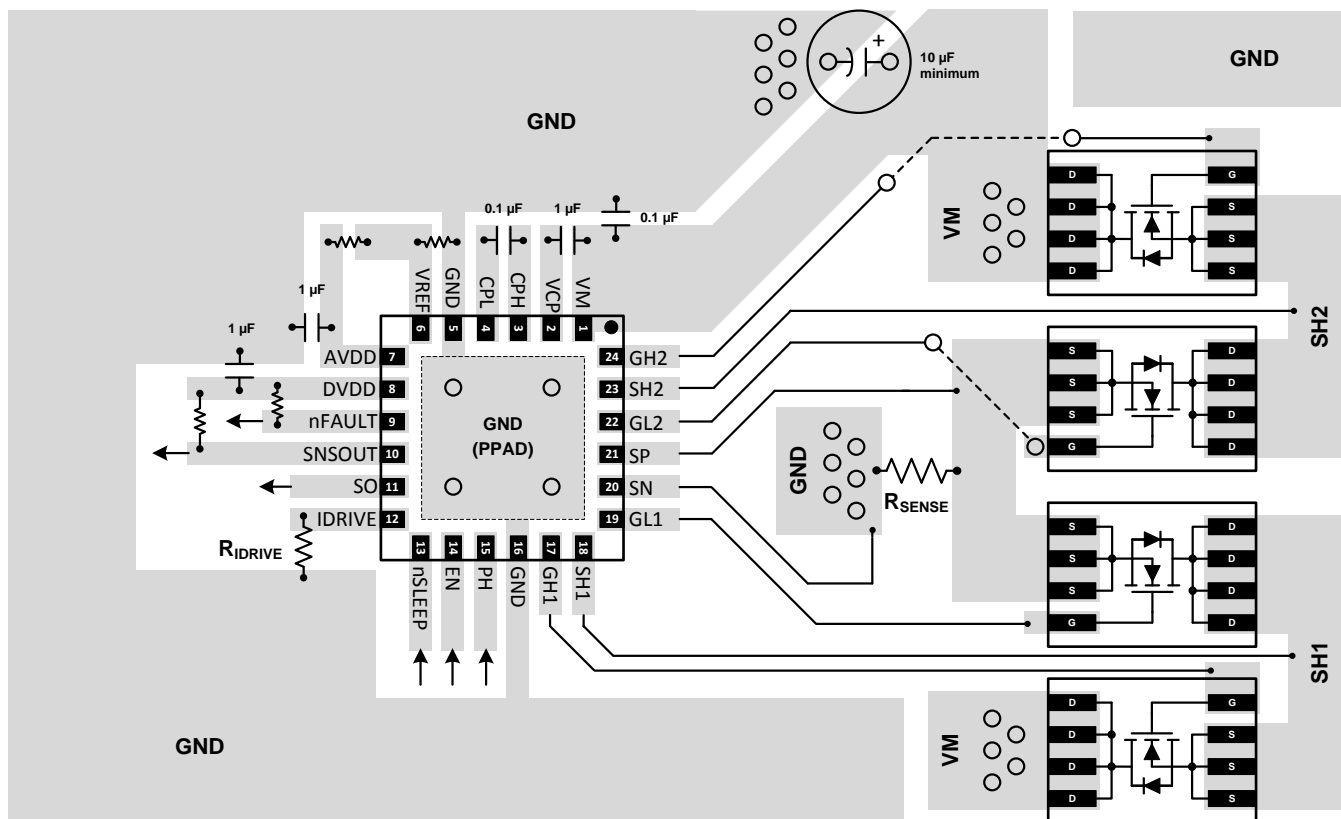 GND
+
10 µF
minimum
GND
0.1 µF
1 µF
0.1 µF
1 µF
1 µF
VREF
GND
CPL
CPH
VCP
VM
6
5
4
3
2
1
AVDD 7
DVDD 8
nFAULT 9
SNSOUT 10
SO 11
IDRIVE 12
RIDRIVE
24 GH2
23 SH2
22 GL2
21 SP
20 SN
19 GL1
GND
(PPAD)
13
14
15
16
17
18
nSLEEP
EN
PH
GND
GH1
SH1
GND
GND
RSENSE
VM
D
D
D
D
G
S
S
S
SH2
S
S
S
G
D
D
D
D
S
S
S
G
D
D
D
D
SH1
VM
D
D
D
D
G
S
S
S